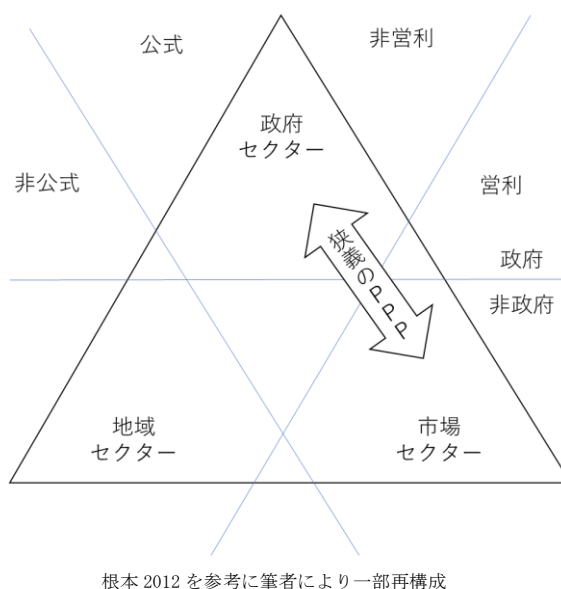 公式
非営利
政府
セクター
非公式
営利
狭義のPPP
政府
非政府
地域
セクター
市場
セクター
根本 2012 を参考に筆者により一部再構成